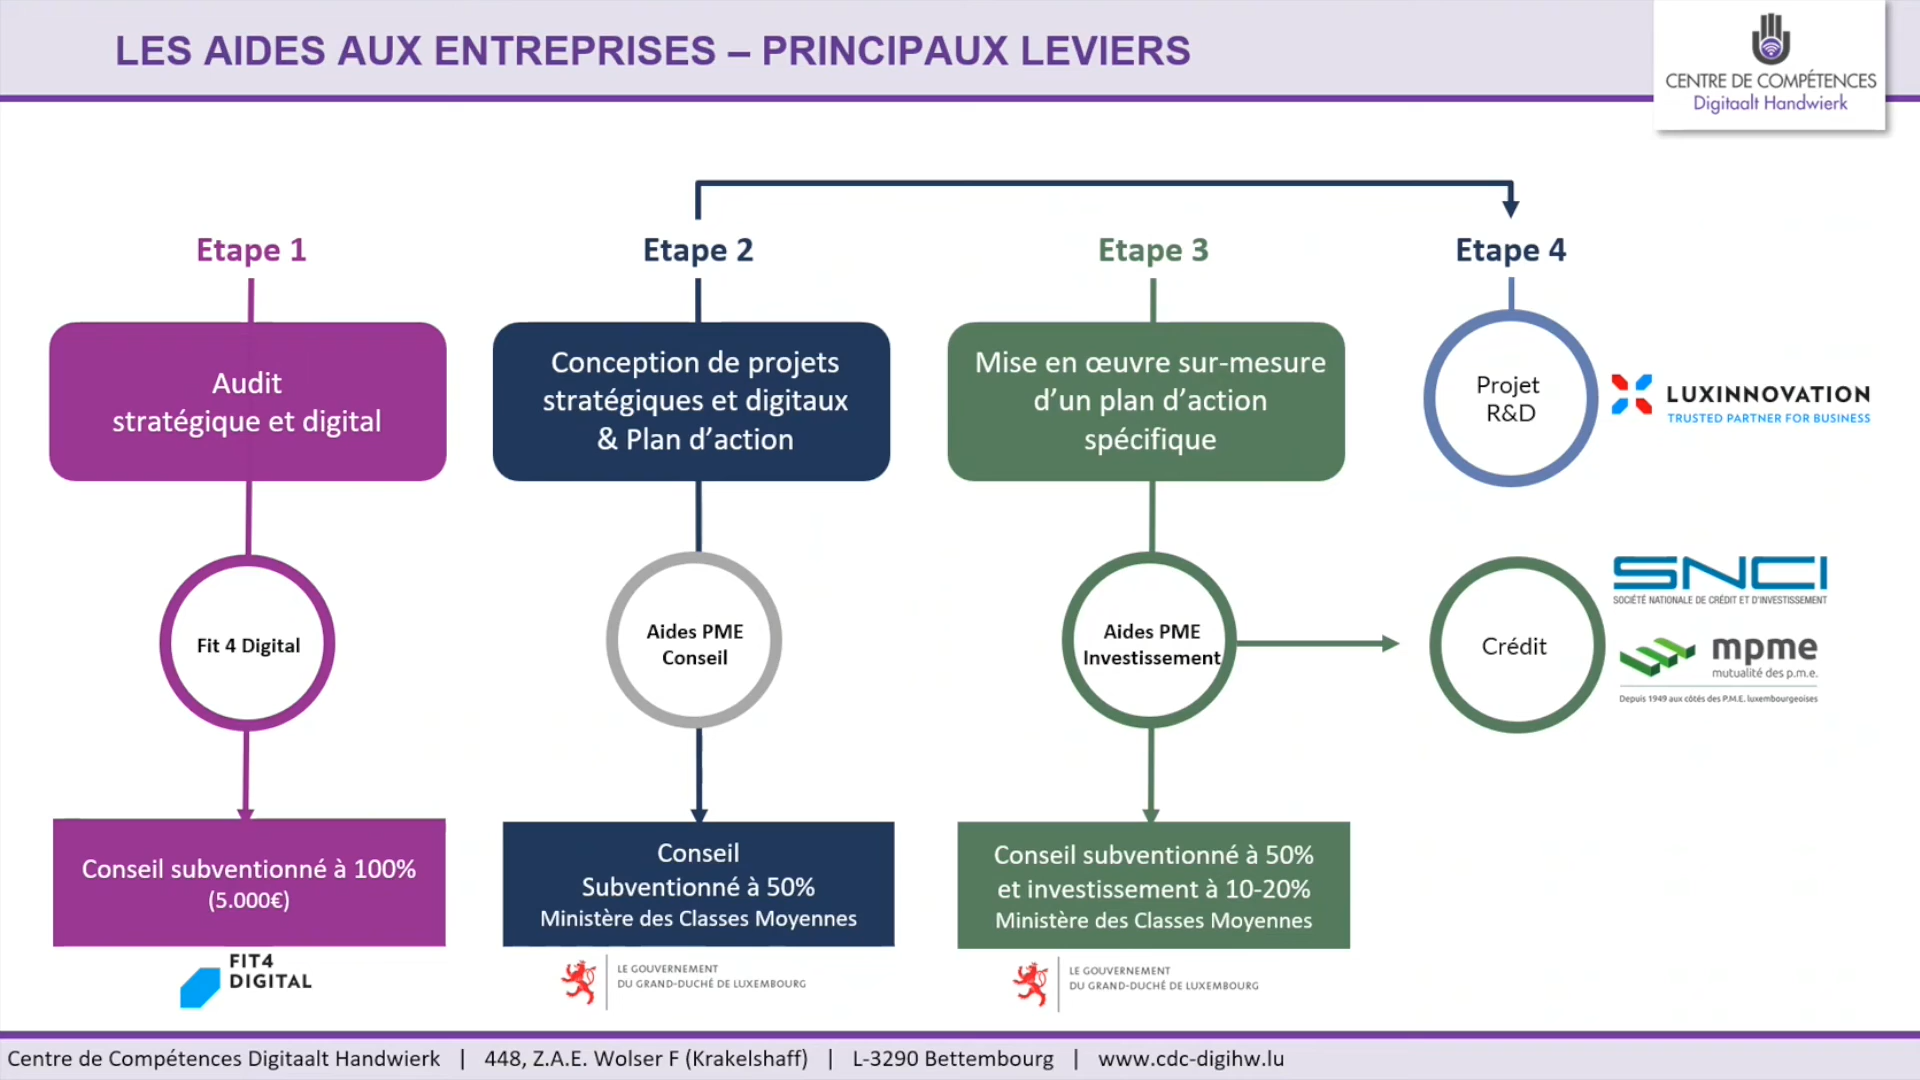 LES AIDES AUX ENTREPRISES – PRINCIPAUX LEVIERS
CENTRE DE COMPÉTENCES
Digitaalt Handwierk
Etape 1
Audit
stratégique et digital
Fit 4 Digital
Conseil subventionné à 100%
(5.000€)
FIT4
DIGITAL
Etape 2
Conception de projets
stratégiques et digitaux
& Plan d’action
Aides PME
Conseil
Conseil
Subventionné à 50%
Ministère des Classes Moyennes
LE GOUVERNEMENT
DU GRAND-DUCHÉ DE LUXEMBOURG
Etape 3
Mise en œuvre sur-mesure
d’un plan d’action
spécifique
Aides PME
Investissement
Conseil subventionné à 50%
et investissement à 10-20%
Ministère des Classes Moyennes
LE GOUVERNEMENT
DU GRAND-DUCHÉ DE LUXEMBOURG
Etape 4
Projet
R&D
LUXINNOVATION
TRUSTED PARTNER FOR BUSINESS
Crédit
SNCI
SOCIÉTÉ NATIONALE DE CRÉDIT ET D'INVESTISSEMENT
mpme
mutualité des p.m.e.
Depuis 1949 aux côtés des P.M.E. luxembourgeoises
Centre de Compétences Digitaalt Handwierk | 448, Z.A.E. Wolser F (Krakelshaff) | L-3290 Bettembourg | www.cdc-digihw.lu